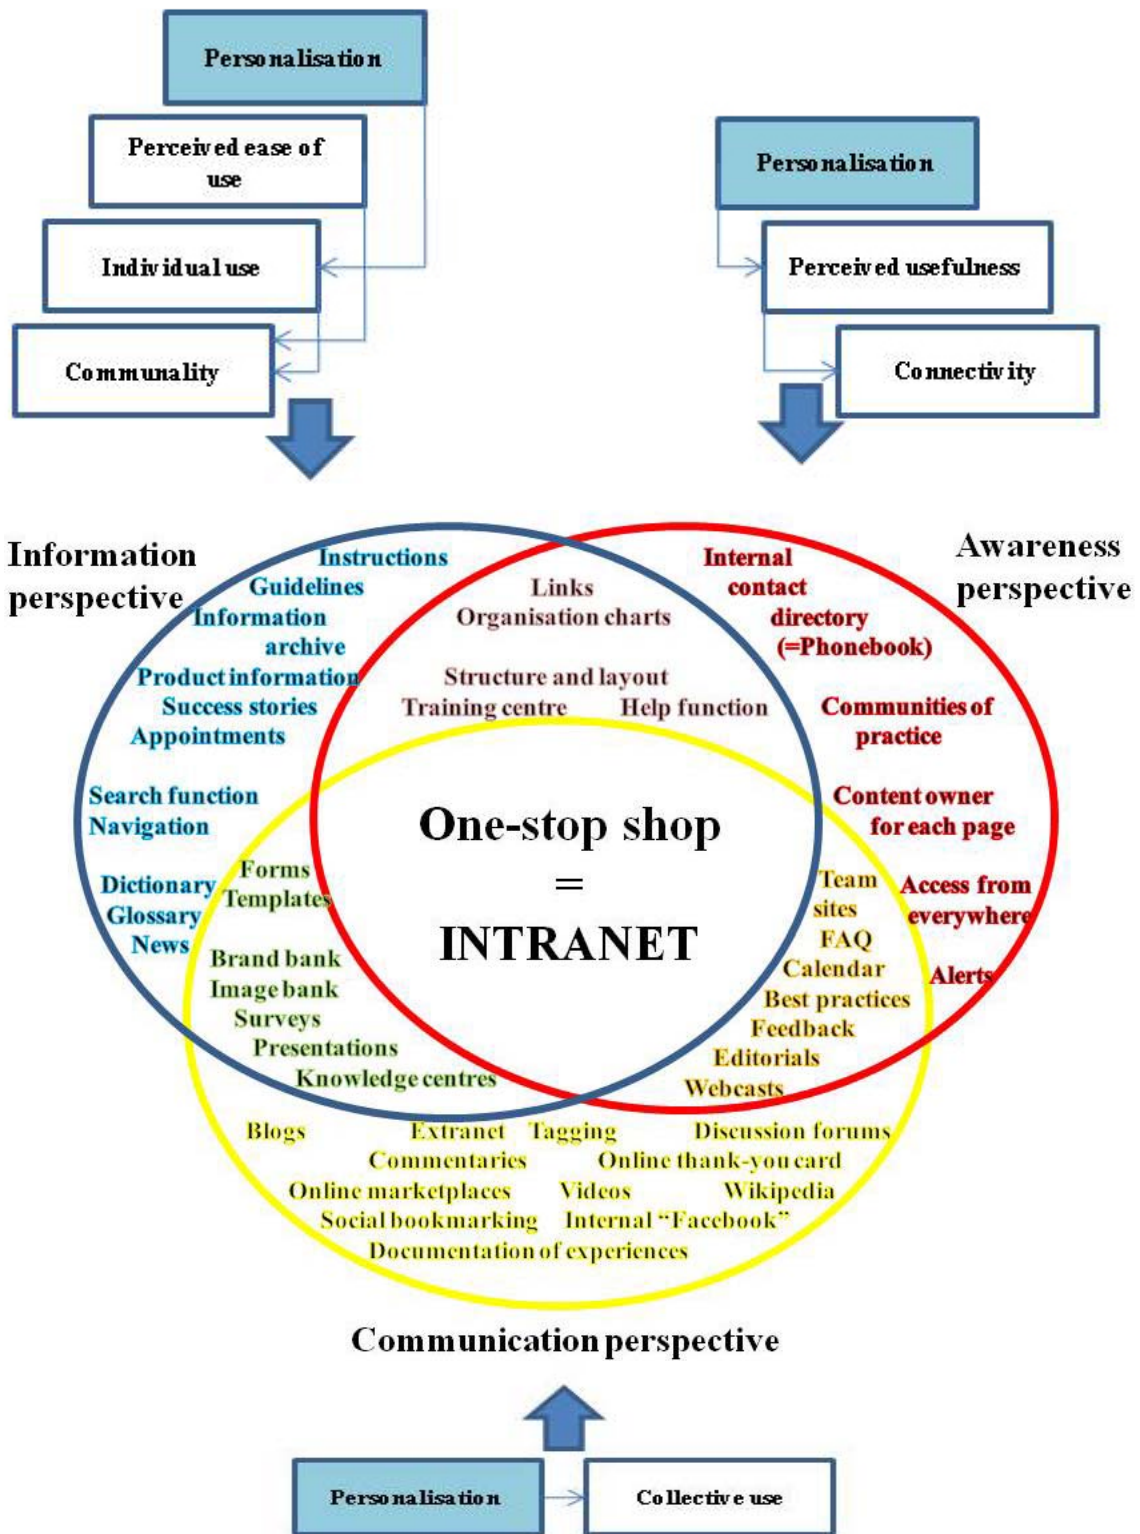 Personalisation
Perceived ease of
use
Individual use
Communality
Personalisation
Perceived usefulness
Connectivity
Information
perspective
Awareness
perspective
Instructions
Guidelines
Information
archive
Product information
Success stories
Appointments
Search function
Navigation
Dictionary
Glossary
News
Links
Organisation charts
Structure and layout
Training centre Help function
Internal
contact
directory
(=Phonebook)
Communities of
practice
Content owner
for each page
Access from
everywhere
Alerts
One-stop shop
=
INTRANET
Forms
Templates
Brand bank
Image bank
Surveys
Presentations
Knowledge centres
Team
sites
FAQ
Calendar
Best practices
Feedback
Editorials
Webcasts
Blogs Extranet Tagging Discussion forums
Commentaries Online thank-you card
Online marketplaces Videos Wikipedia
Social bookmarking Internal “Facebook”
Documentation of experiences
Communication perspective
Personalisation
Collective use